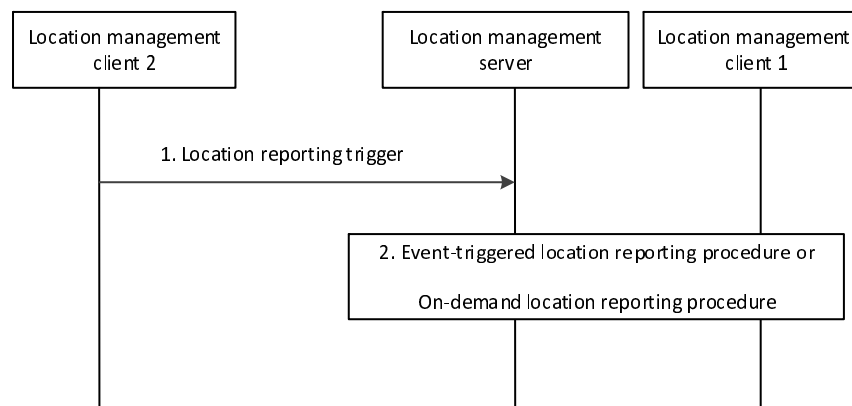 Location management
client 2
Location management
server
Location management
client 1
1. Location reporting trigger
2. Event-triggered location reporting procedure or
On-demand location reporting procedure